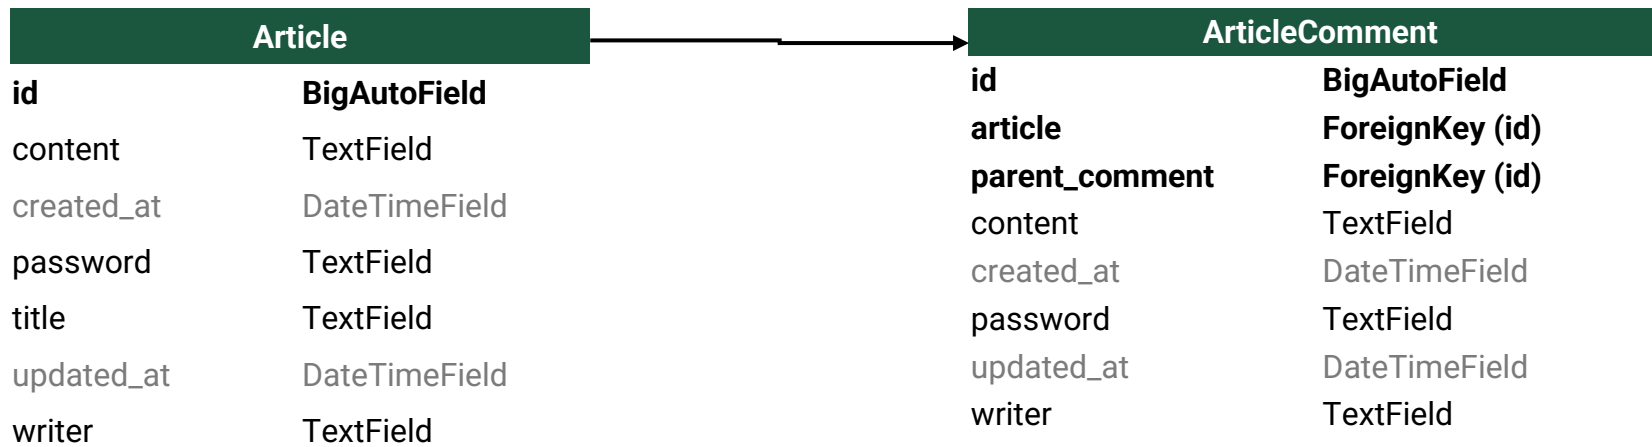 Article
id BigAutoField
content TextField
created_at DateTimeField
password TextField
title TextField
updated_at DateTimeField
writer TextField
ArticleComment
id BigAutoField
article ForeignKey (id)
parent_comment ForeignKey (id)
content TextField
created_at DateTimeField
password TextField
updated_at DateTimeField
writer TextField